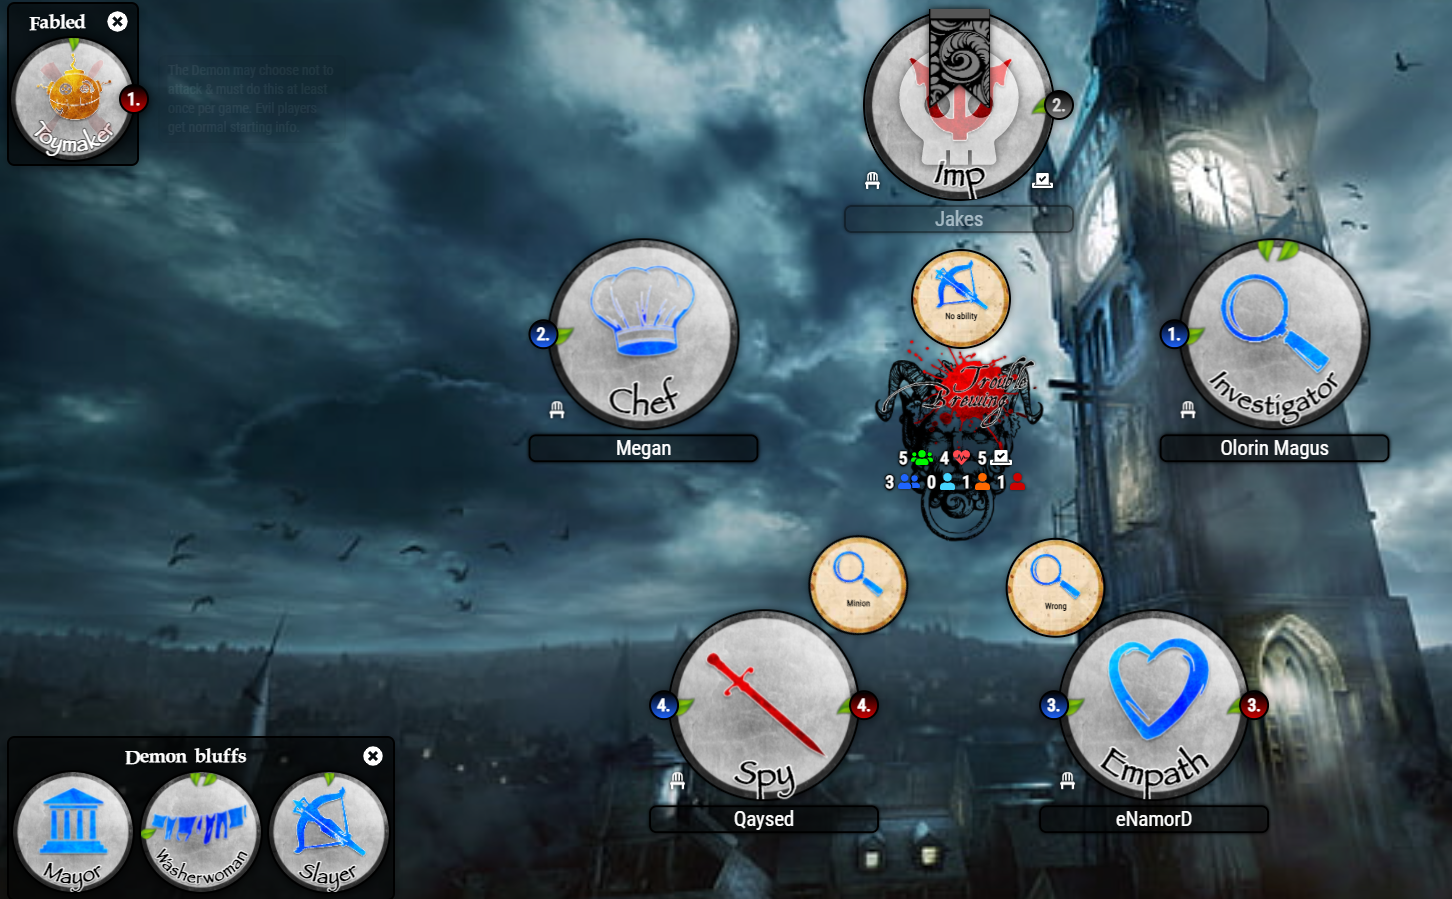 Fabled
Toymaker
1.
The Demon may choose not to
attack & must do this at least
once per game. Evil players
get normal starting info.
Imp
2.
Jakes
No ability
Chef
2.
Megan
Investigator
1.
Olorin Magus
Trouble
Brewing
5 4 5
3 0 1 1
Minion
Wrong
4.
Spy
4.
Qaysed
3.
Empath
3.
eNamorD
Demon bluffs
Mayor
Washerwoman
Slayer